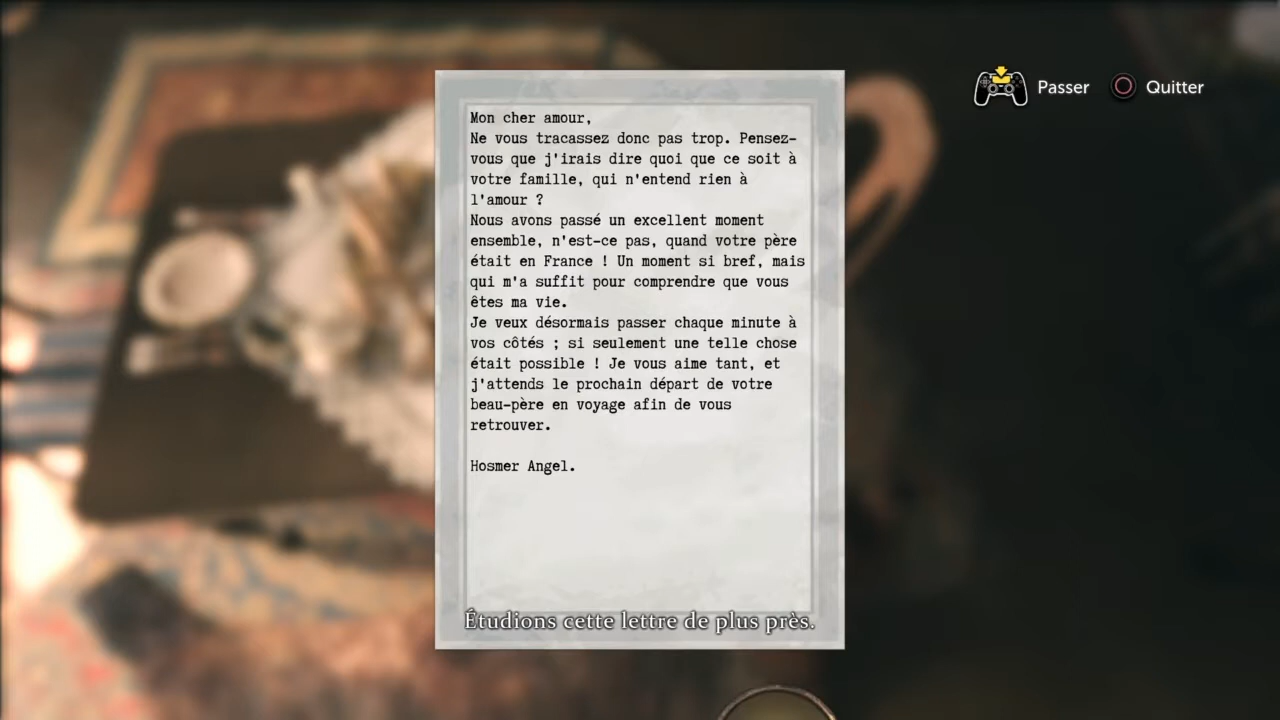 Passer
Quitter
Mon cher amour,
Ne vous tracassez donc pas trop. Pensez-
vous que j'irais dire quoi que ce soit à
votre famille, qui n'entend rien à
l'amour ?
Nous avons passé un excellent moment
ensemble, n'est-ce pas, quand votre père
était en France ! Un moment si bref, mais
qui m'a suffit pour comprendre que vous
êtes ma vie.
Je veux désormais passer chaque minute à
vos côtés ; si seulement une telle chose
était possible ! Je vous aime tant, et
j'attends le prochain départ de votre
beau-père en voyage afin de vous
retrouver.
Hosmer Angel.
Étudions cette lettre de plus près.